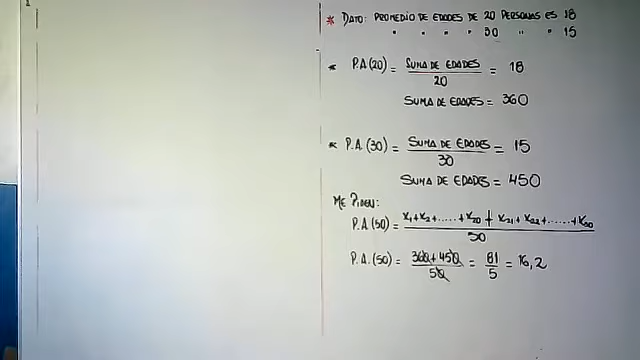 1
* DATO: PROMEDIO DE EDADES DE 20 PERSONAS ES 18
" " " " 30 " " 15
* P.A(20) = SUMA DE EDADES / 20 = 18
SUMA DE EDADES = 360
* P.A.(30) = SUMA DE EDADES / 30 = 15
SUMA DE EDADES = 450
ME PIDEN:
P.A(50) = x1+x2+.....+x20 + x21+x22+.....+x50 / 50
P.A.(50) = 360+450 / 50 = 81 / 5 = 16,2